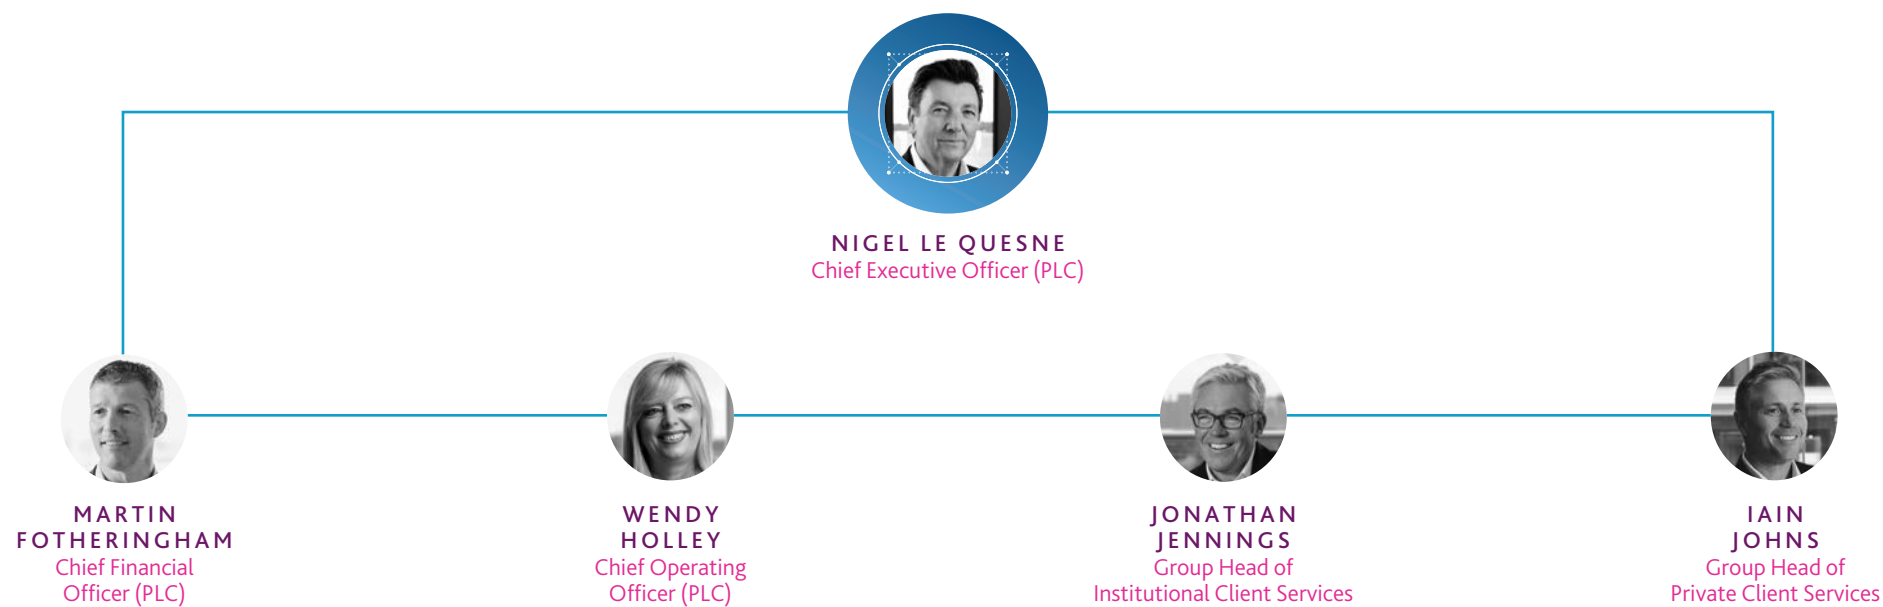 NIGEL LE QUESNE
Chief Executive Officer (PLC)
MARTIN
FOTHERINGHAM
Chief Financial
Officer (PLC)
WENDY
HOLLEY
Chief Operating
Officer (PLC)
JONATHAN
JENNINGS
Group Head of
Institutional Client Services
IAIN
JOHNS
Group Head of
Private Client Services